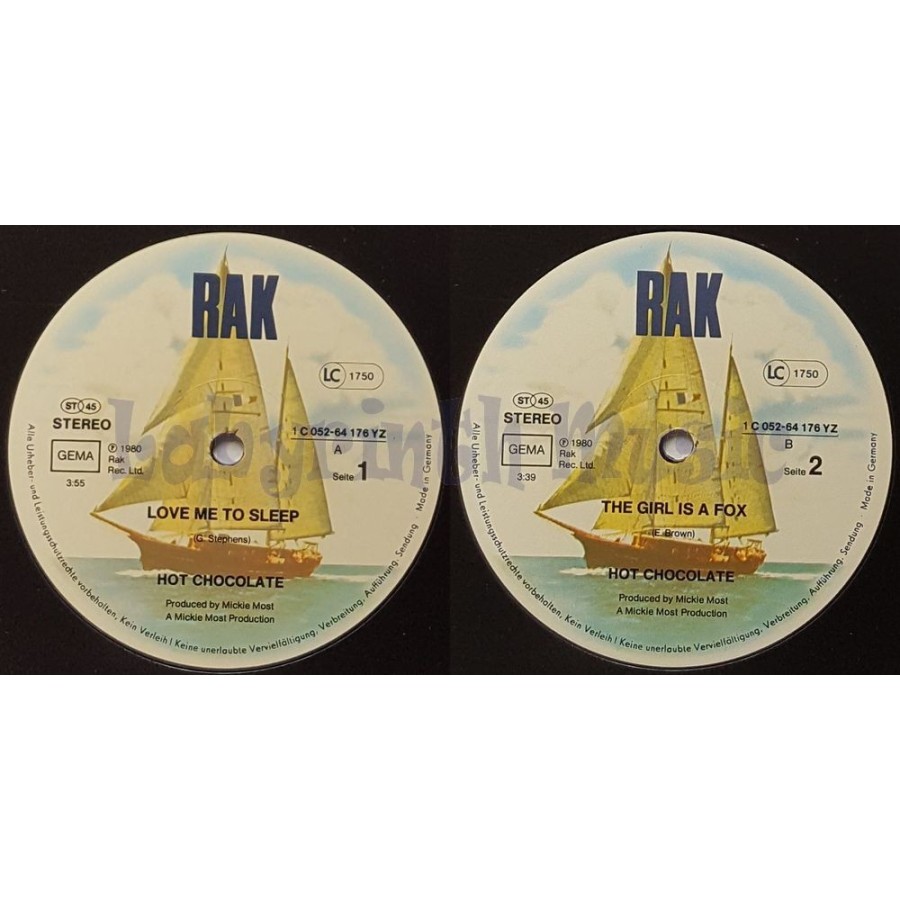 RAK
LC 1750
ST 45
STEREO
GEMA
℗ 1980
Rak
Rec. Ltd.
3:55
1 C 052-64 176 YZ
A
Seite 1
LOVE ME TO SLEEP
(G. Stephens)
HOT CHOCOLATE
Produced by Mickie Most
A Mickie Most Production
Alle Urheber- und Leistungsschutzrechte vorbehalten. Kein Verleih! Keine unerlaubte Vervielfältigung, Verbreitung, Aufführung, Sendung · Made in Germany
RAK
LC 1750
ST 45
STEREO
GEMA
℗ 1980
Rak
Rec. Ltd.
3:39
1 C 052-64 176 YZ
B
Seite 2
THE GIRL IS A FOX
(E. Brown)
HOT CHOCOLATE
Produced by Mickie Most
A Mickie Most Production
Alle Urheber- und Leistungsschutzrechte vorbehalten. Kein Verleih! Keine unerlaubte Vervielfältigung, Verbreitung, Aufführung, Sendung · Made in Germany
Labyrinth Music